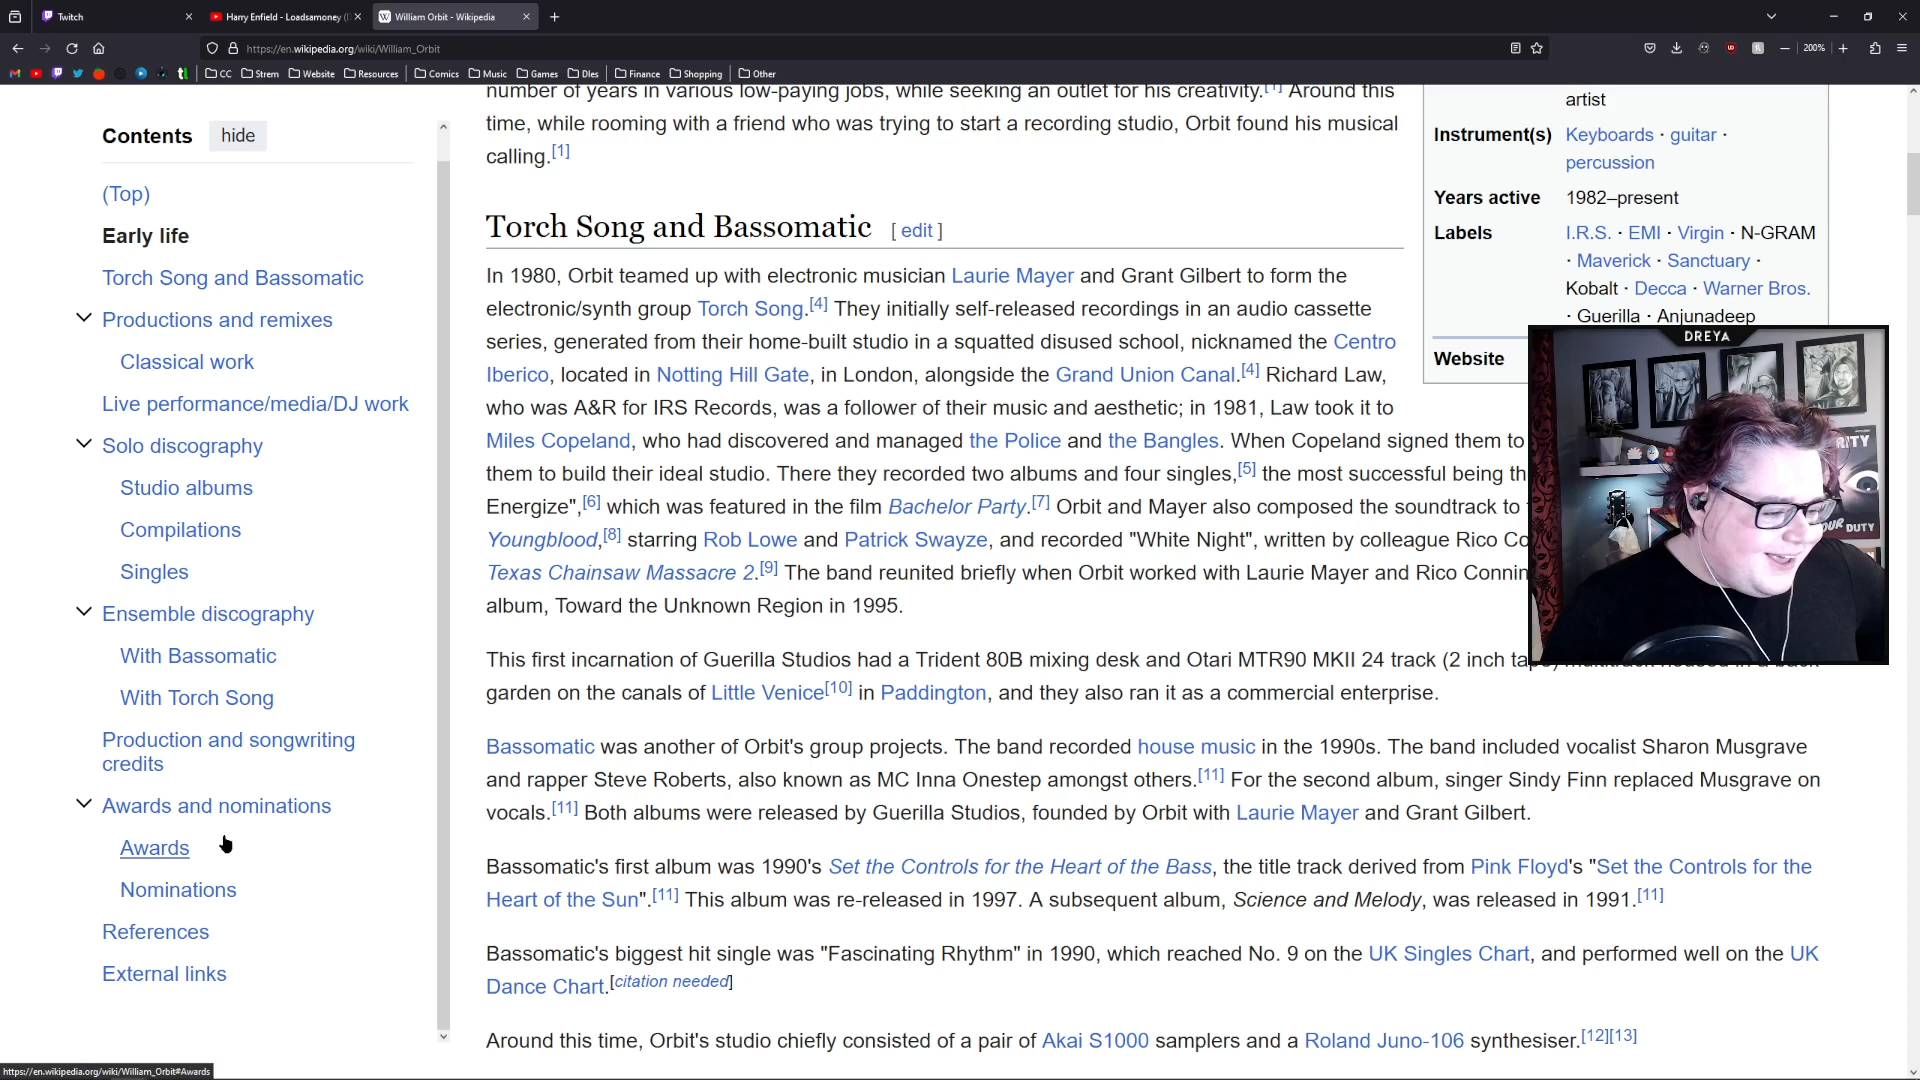 Twitch
Harry Enfield - Loadsamoney (
William Orbit - Wikipedia
https://en.wikipedia.org/wiki/William_Orbit
200%
CC
Strem
Website
Resources
Comics
Music
Games
Dles
Finance
Shopping
Other
Contents
hide
(Top)
Early life
Torch Song and Bassomatic
Productions and remixes
Classical work
Live performance/media/DJ work
Solo discography
Studio albums
Compilations
Singles
Ensemble discography
With Bassomatic
With Torch Song
Production and songwriting
credits
Awards and nominations
Awards
Nominations
References
External links
number of years in various low-paying jobs, while seeking an outlet for his creativity.[1] Around this
time, while rooming with a friend who was trying to start a recording studio, Orbit found his musical
calling.[1]
Torch Song and Bassomatic [ edit ]
In 1980, Orbit teamed up with electronic musician Laurie Mayer and Grant Gilbert to form the
electronic/synth group Torch Song.[4] They initially self-released recordings in an audio cassette
series, generated from their home-built studio in a squatted disused school, nicknamed the Centro
Iberico, located in Notting Hill Gate, in London, alongside the Grand Union Canal.[4] Richard Law,
who was A&R for IRS Records, was a follower of their music and aesthetic; in 1981, Law took it to
Miles Copeland, who had discovered and managed the Police and the Bangles. When Copeland signed them to
them to build their ideal studio. There they recorded two albums and four singles,[5] the most successful being th
Energize",[6] which was featured in the film Bachelor Party.[7] Orbit and Mayer also composed the soundtrack to
Youngblood,[8] starring Rob Lowe and Patrick Swayze, and recorded "White Night", written by colleague Rico Co
Texas Chainsaw Massacre 2.[9] The band reunited briefly when Orbit worked with Laurie Mayer and Rico Connin
album, Toward the Unknown Region in 1995.
This first incarnation of Guerilla Studios had a Trident 80B mixing desk and Otari MTR90 MKII 24 track (2 inch tape)
garden on the canals of Little Venice[10] in Paddington, and they also ran it as a commercial enterprise.
Bassomatic was another of Orbit's group projects. The band recorded house music in the 1990s. The band included vocalist Sharon Musgrave
and rapper Steve Roberts, also known as MC Inna Onestep amongst others.[11] For the second album, singer Sindy Finn replaced Musgrave on
vocals.[11] Both albums were released by Guerilla Studios, founded by Orbit with Laurie Mayer and Grant Gilbert.
Bassomatic's first album was 1990's Set the Controls for the Heart of the Bass, the title track derived from Pink Floyd's "Set the Controls for the
Heart of the Sun".[11] This album was re-released in 1997. A subsequent album, Science and Melody, was released in 1991.[11]
Bassomatic's biggest hit single was "Fascinating Rhythm" in 1990, which reached No. 9 on the UK Singles Chart, and performed well on the UK
Dance Chart.[citation needed]
Around this time, Orbit's studio chiefly consisted of a pair of Akai S1000 samplers and a Roland Juno-106 synthesiser.[12][13]
artist
Instrument(s) Keyboards · guitar ·
percussion
Years active 1982–present
Labels I.R.S. · EMI · Virgin · N-GRAM
· Maverick · Sanctuary ·
Kobalt · Decca · Warner Bros.
· Guerilla · Anjunadeep
Website
DREYA
RITY
OUR DUTY
https://en.wikipedia.org/wiki/William_Orbit#Awards